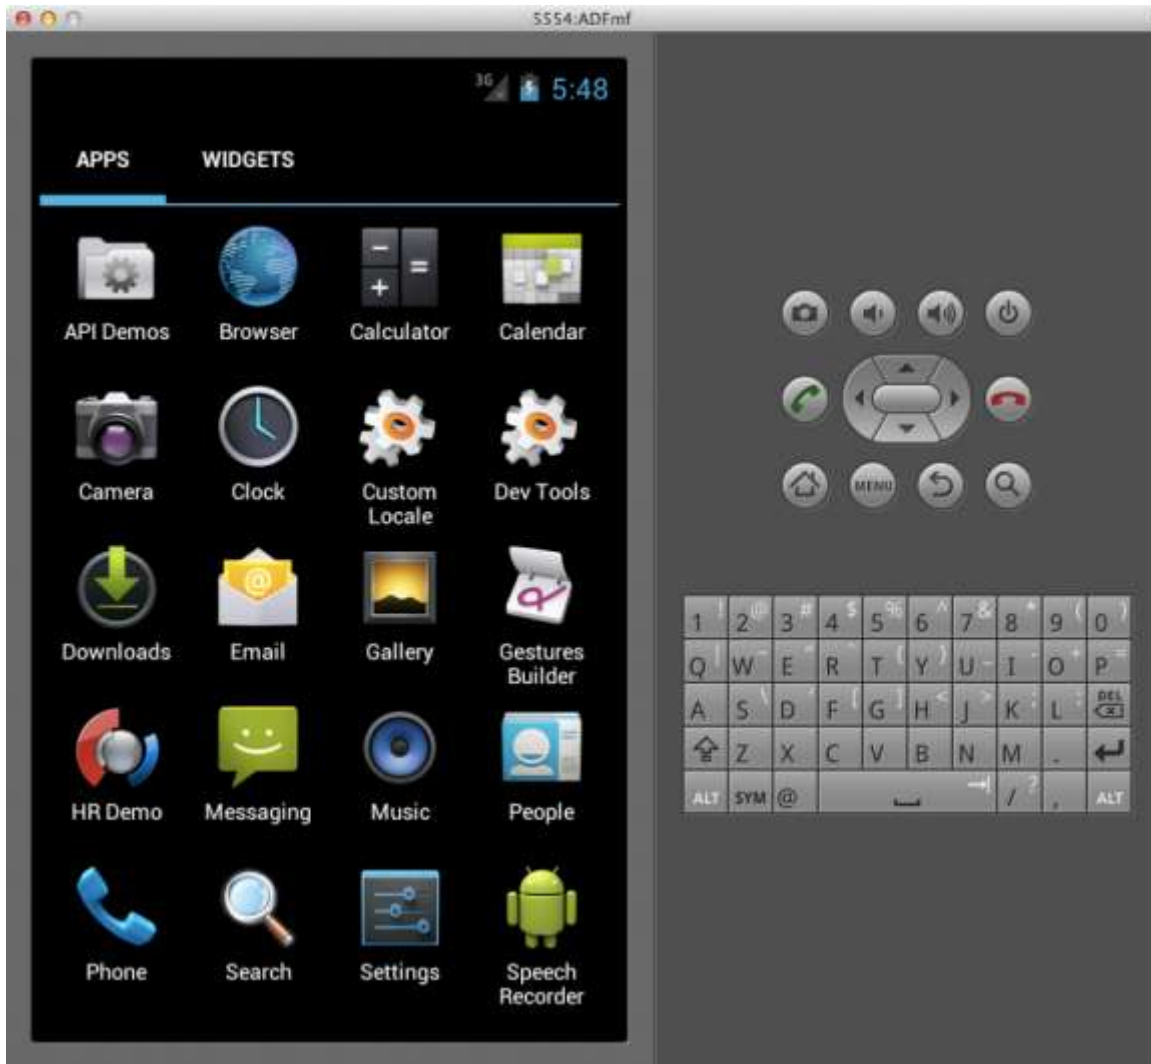 5554:ADFmf
3G 5:48
APPS WIDGETS
API Demos Browser Calculator Calendar
Camera Clock Custom Locale Dev Tools
Downloads Email Gallery Gestures Builder
HR Demo Messaging Music People
Phone Search Settings Speech Recorder
MENU
1 ! 2 @ 3 # 4 $ 5 % 6 ^ 7 & 8 * 9 ( 0 )
Q W E R T Y U I O P
A S D F G H J K L DEL
Z X C V B N M .
ALT SYM @ / ? , ALT